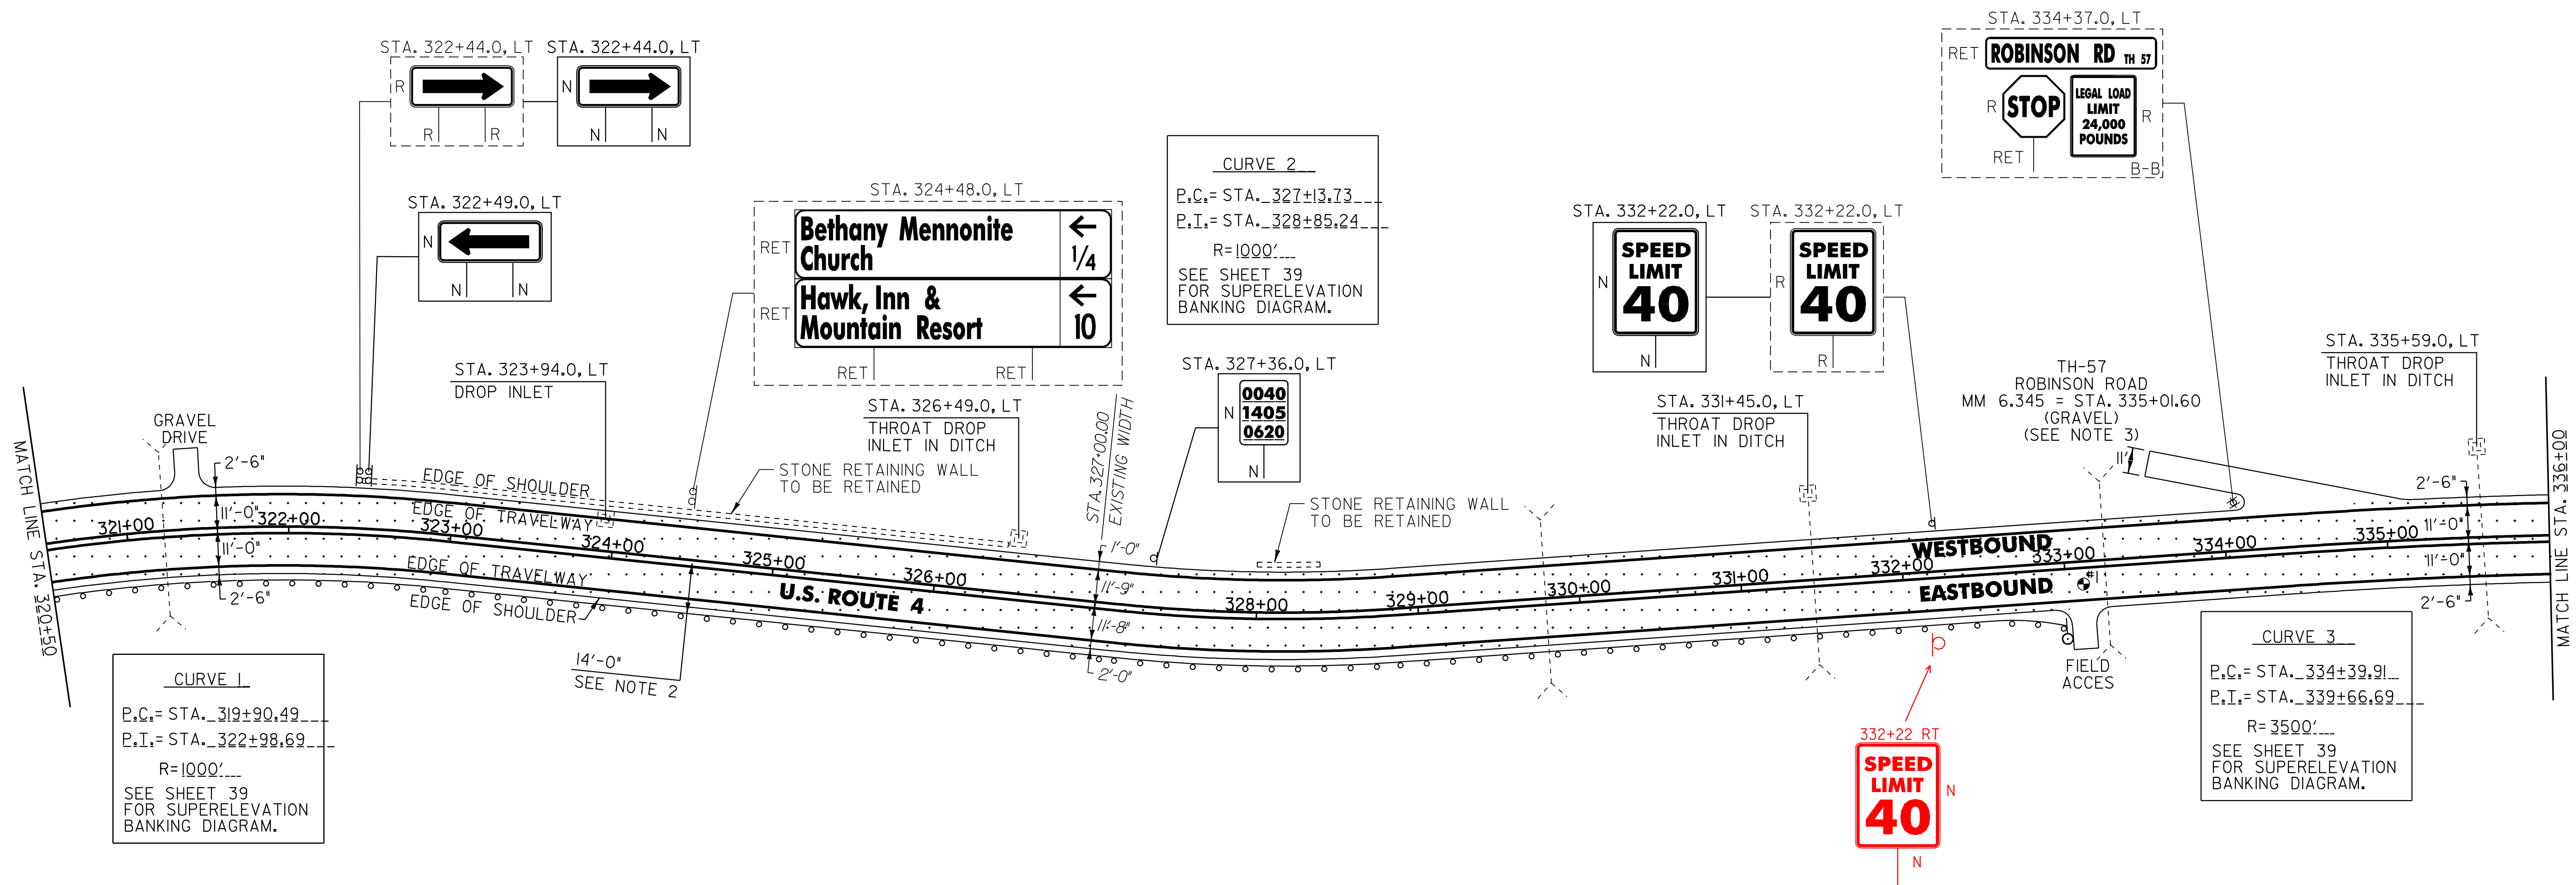 STA. 322+44.0, LT
R
R R
STA. 322+44.0, LT
N
N N
STA. 322+49.0, LT
N
N N
STA. 323+94.0, LT
DROP INLET
STA. 324+48.0, LT
RET
Bethany Mennonite
Church
← 1/4
RET
Hawk, Inn &
Mountain Resort
← 10
RET RET
STA. 326+49.0, LT
THROAT DROP
INLET IN DITCH
STONE RETAINING WALL
TO BE RETAINED
STA. 327+00.00
EXISTING WIDTH
CURVE 2
P.C.= STA. 327+13.73
P.T.= STA. 328+85.24
R= 1000'
SEE SHEET 39
FOR SUPERELEVATION
BANKING DIAGRAM.
STA. 327+36.0, LT
N
0040
1405
0620
N
STONE RETAINING WALL
TO BE RETAINED
STA. 332+22.0, LT
N
SPEED
LIMIT
40
N
STA. 332+22.0, LT
R
SPEED
LIMIT
40
R
STA. 331+45.0, LT
THROAT DROP
INLET IN DITCH
STA. 334+37.0, LT
RET
ROBINSON RD TH 57
R
STOP
RET
LEGAL LOAD
LIMIT
24,000
POUNDS
R
B-B
TH-57
ROBINSON ROAD
MM 6.345 = STA. 335+01.60
(GRAVEL)
(SEE NOTE 3)
11'
STA. 335+59.0, LT
THROAT DROP
INLET IN DITCH
MATCH LINE STA. 320+50
GRAVEL
DRIVE
2'-6"
11'-0"
11'-0"
2'-6"
EDGE OF SHOULDER
EDGE OF TRAVELWAY
321+00 322+00 323+00 324+00 325+00 326+00 328+00 329+00 330+00 331+00 332+00 333+00 334+00 335+00
EDGE OF TRAVELWAY
EDGE OF SHOULDER
U.S. ROUTE 4
14'-0"
SEE NOTE 2
1'-0"
11'-9"
11'-8"
2'-0"
WESTBOUND
EASTBOUND
#1
2'-6"
11'-0"
11'-0"
2'-6"
MATCH LINE STA. 336+00
FIELD
ACCES
CURVE 1
P.C.= STA. 319+90.49
P.T.= STA. 322+98.69
R= 1000'
SEE SHEET 39
FOR SUPERELEVATION
BANKING DIAGRAM.
332+22 RT
SPEED
LIMIT
40
N
N
CURVE 3
P.C.= STA. 334+39.91
P.T.= STA. 339+66.69
R= 3500'
SEE SHEET 39
FOR SUPERELEVATION
BANKING DIAGRAM.